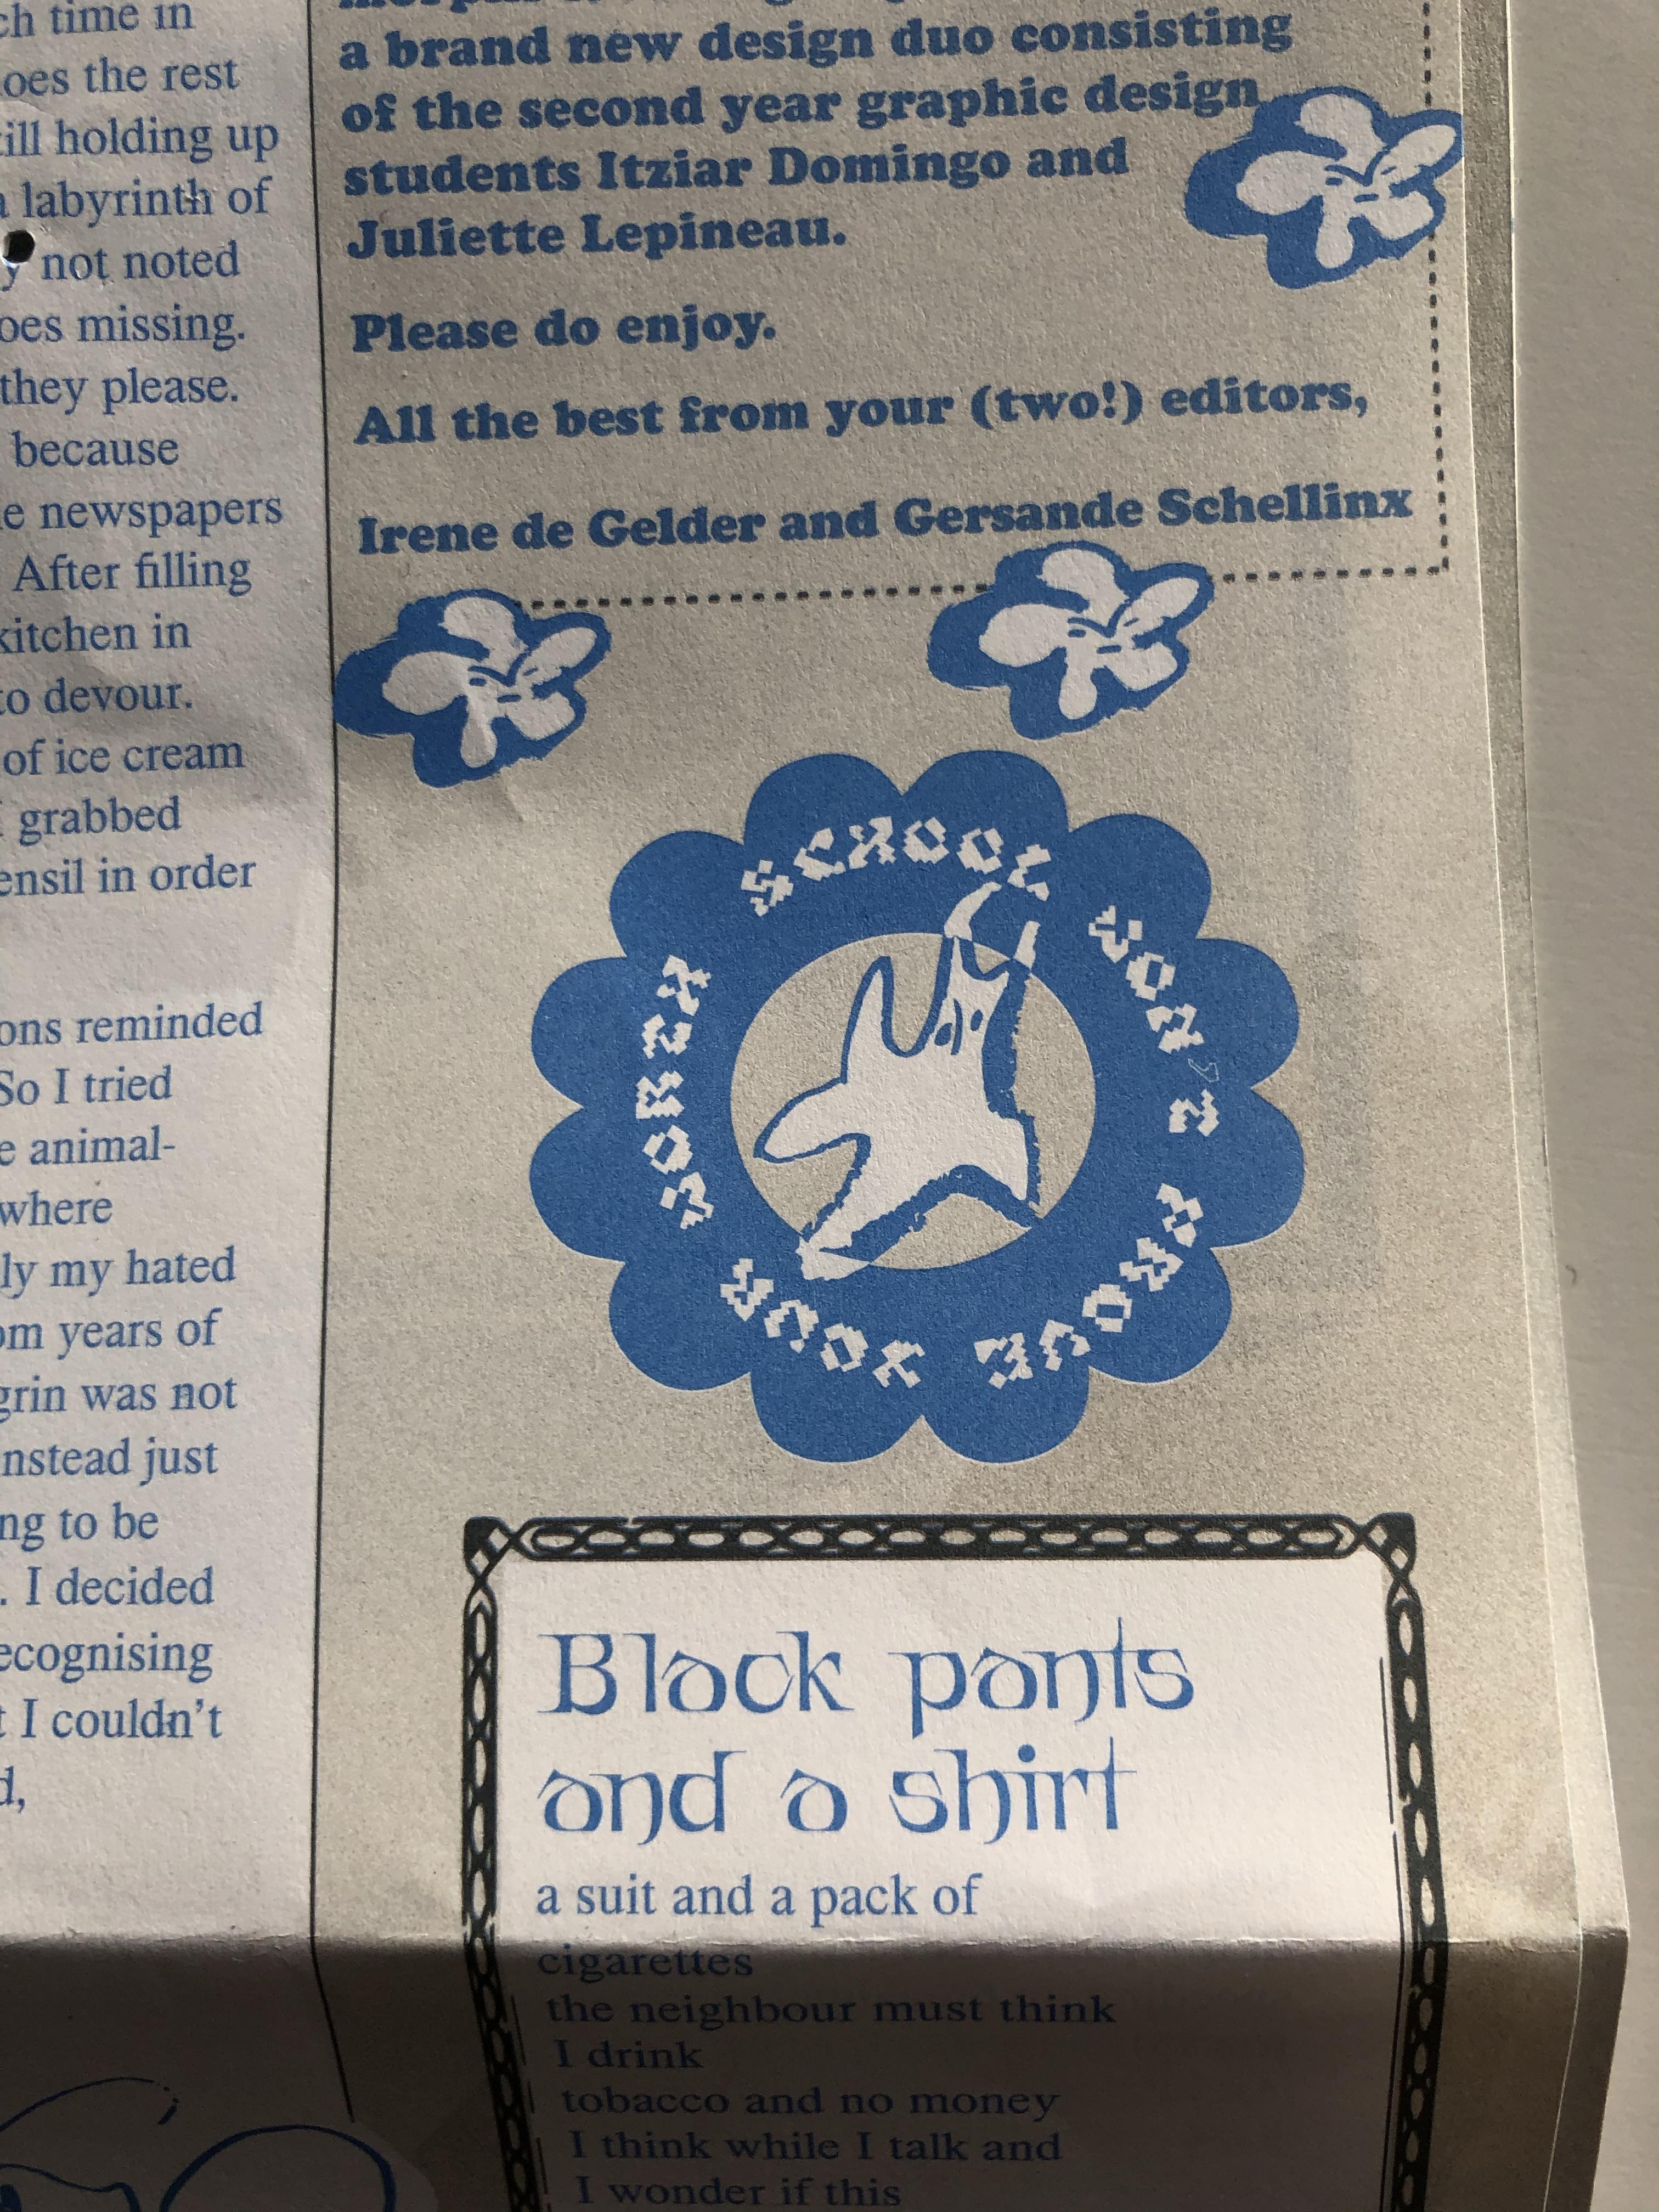 ch time in
oes the rest
ill holding up
labyrinth of
y not noted
oes missing.
they please.
because
e newspapers
After filling
kitchen in
to devour.
of ice cream
I grabbed
ensil in order
ons reminded
So I tried
e animal-
where
ly my hated
om years of
grin was not
nstead just
ng to be
. I decided
ecognising
t I couldn't
d,
a brand new design duo consisting
of the second year graphic design
students Itziar Domingo and
Juliette Lepineau.
Please do enjoy.
All the best from your (two!) editors,
Irene de Gelder and Gersande Schellinx
SCHOOL WON'T PROVE YOUR WORTH
Black pants
and a shirt
a suit and a pack of
cigarettes
the neighbour must think
I drink
tobacco and no money
I think while I talk and
I wonder if this